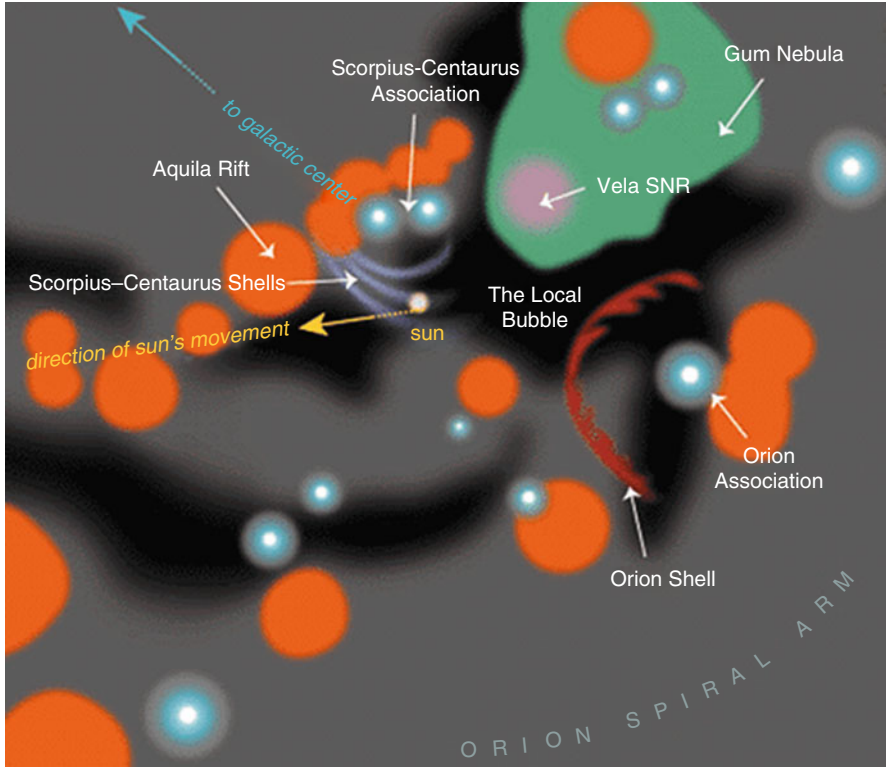 Gum Nebula
Scorpius-Centaurus
Association
to galactic center
Aquila Rift
Vela SNR
Scorpius–Centaurus Shells
The Local
Bubble
direction of sun's movement
sun
Orion
Association
Orion Shell
ORION SPIRAL ARM